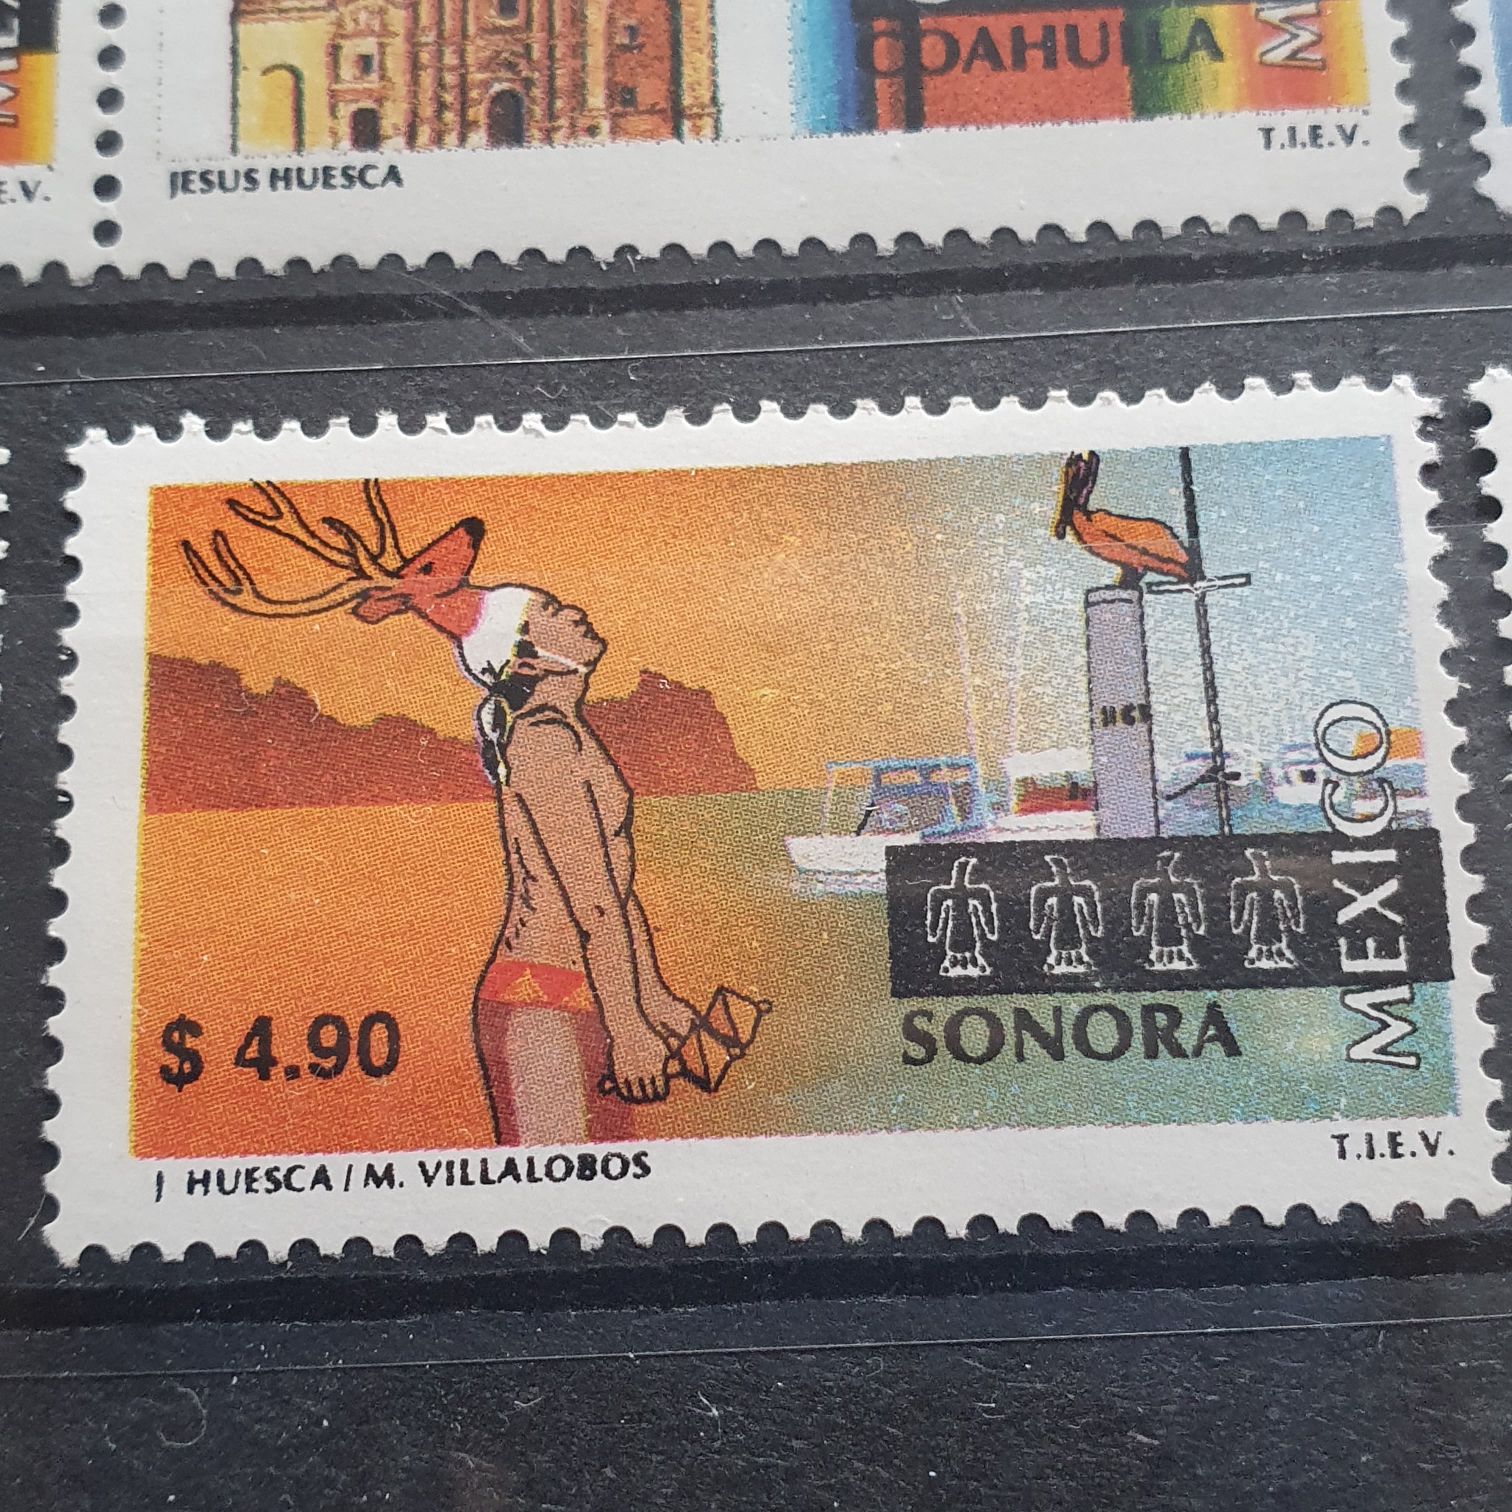 COAHUILA
E.V.
JESUS HUESCA
T.I.E.V.
MEXICO
$ 4.90
SONORA
J HUESCA / M. VILLALOBOS
T.I.E.V.